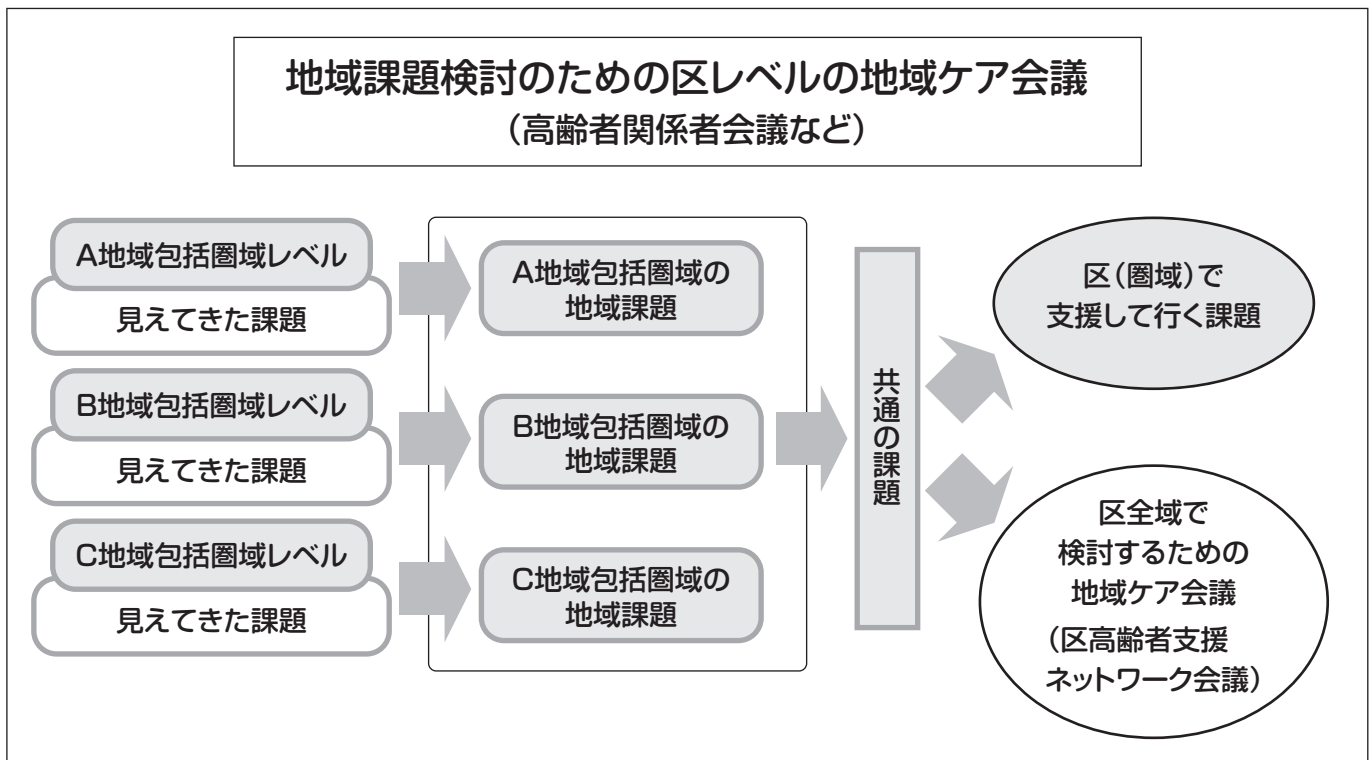 地域課題検討のための区レベルの地域ケア会議
（高齢者関係者会議など）
A地域包括圏域レベル
見えてきた課題
A地域包括圏域の
地域課題
B地域包括圏域レベル
見えてきた課題
B地域包括圏域の
地域課題
C地域包括圏域レベル
見えてきた課題
C地域包括圏域の
地域課題
共通の課題
区（圏域）で
支援して行く課題
区全域で
検討するための
地域ケア会議
（区高齢者支援
ネットワーク会議）